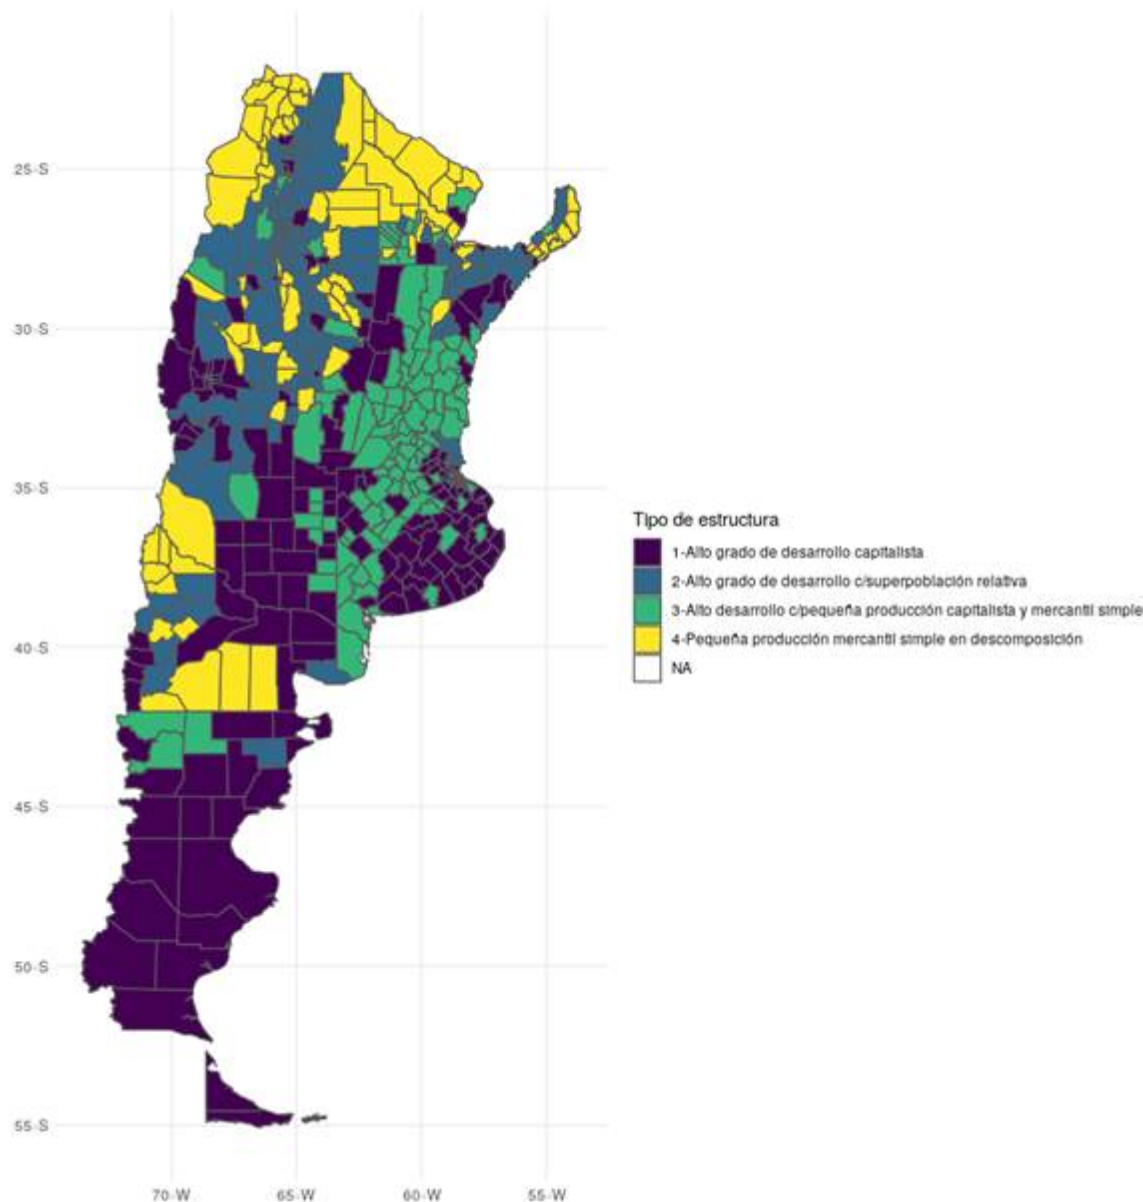 25-S
30-S
35-S
40-S
45-S
50-S
55-S
70-W
65-W
60-W
55-W
Tipo de estructura
1-Alto grado de desarrollo capitalista
2-Alto grado de desarrollo c/superpoblación relativa
3-Alto desarrollo c/pequeña producción capitalista y mercantil simple
4-Pequeña producción mercantil simple en descomposición
NA